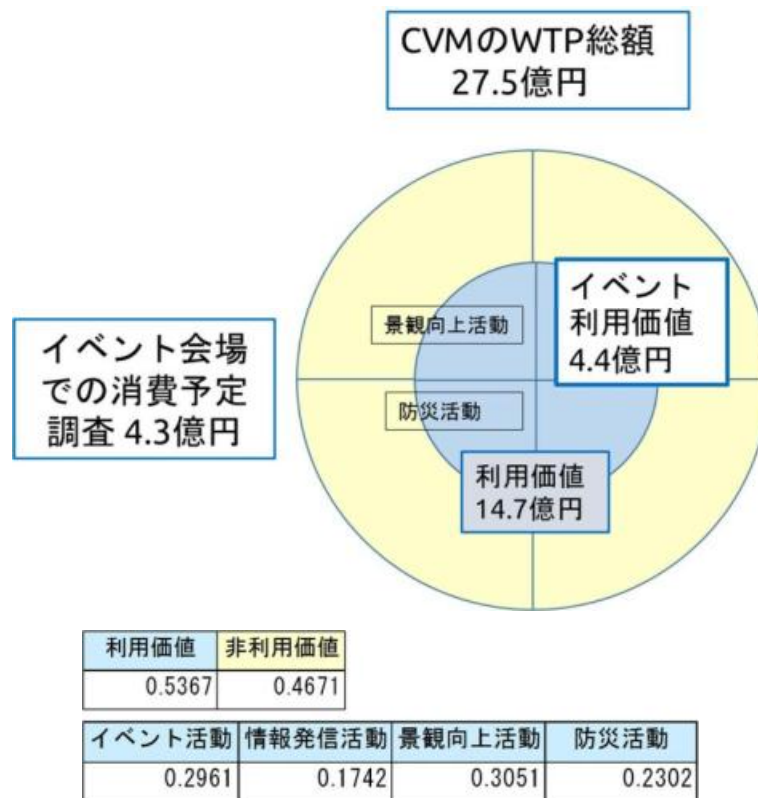 CVMのWTP総額
27.5億円
イベント
利用価値
4.4億円
景観向上活動
イベント会場
での消費予定
調査 4.3億円
防災活動
利用価値
14.7億円
利用価値 非利用価値
0.5367 0.4671
イベント活動 情報発信活動 景観向上活動 防災活動
0.2961 0.1742 0.3051 0.2302